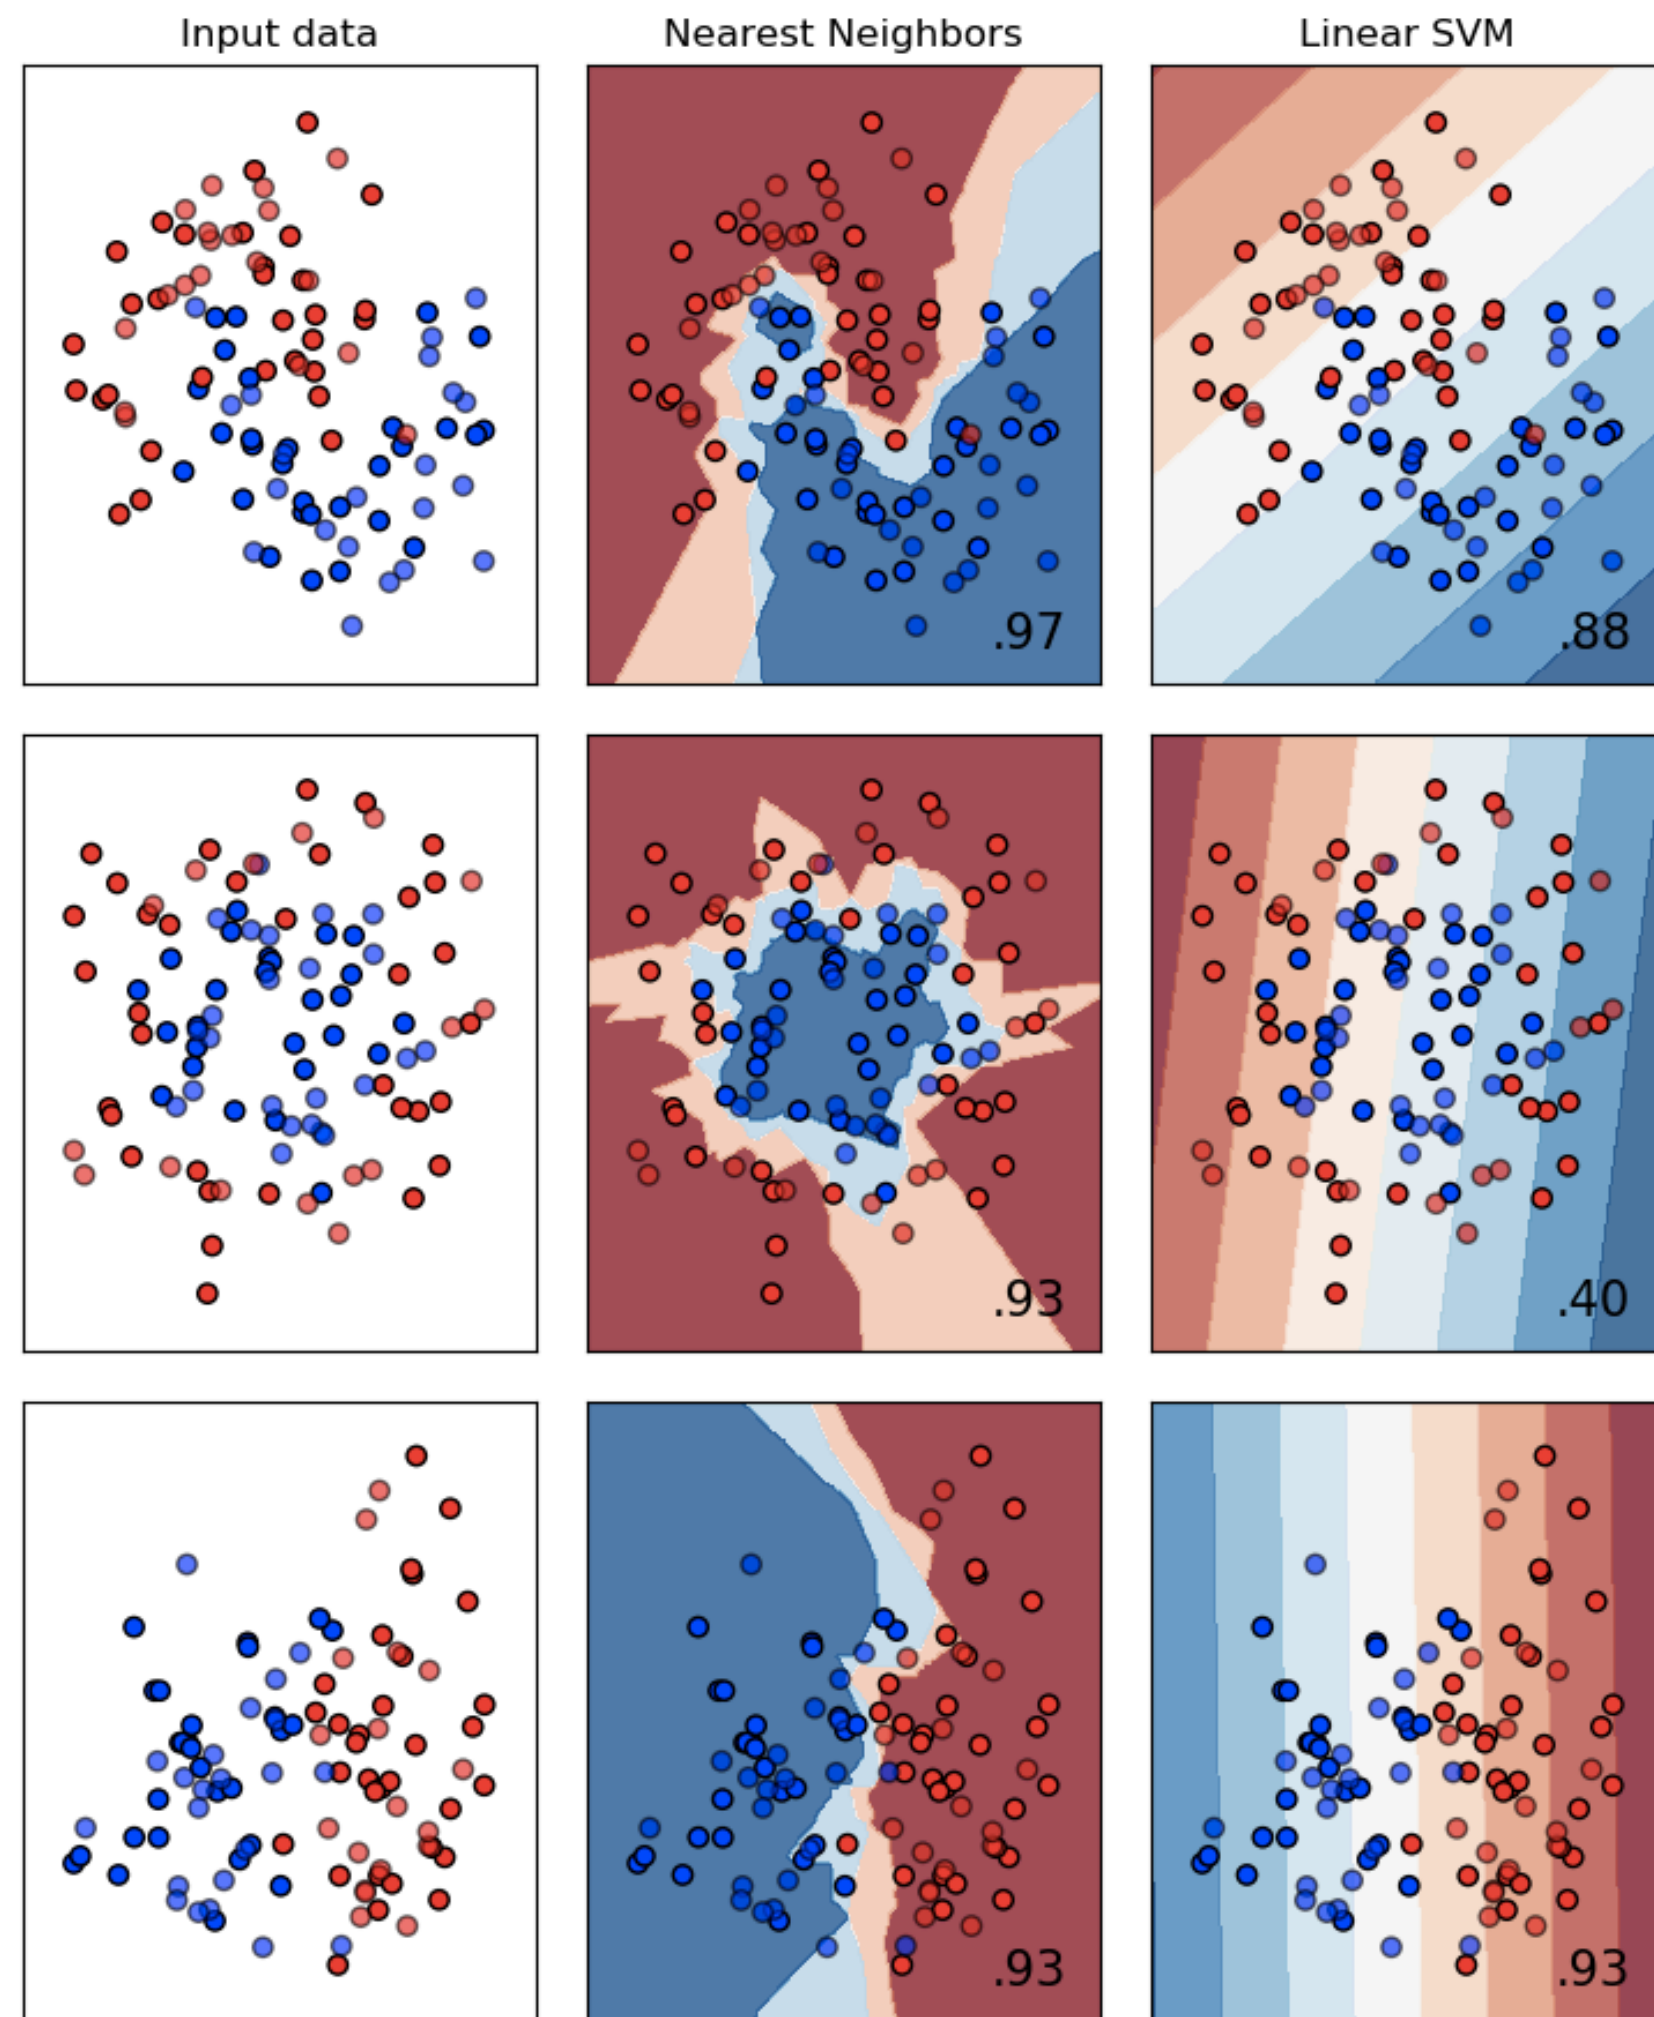 Input data
Nearest Neighbors
Linear SVM
.97
.88
.93
.40
.93
.93